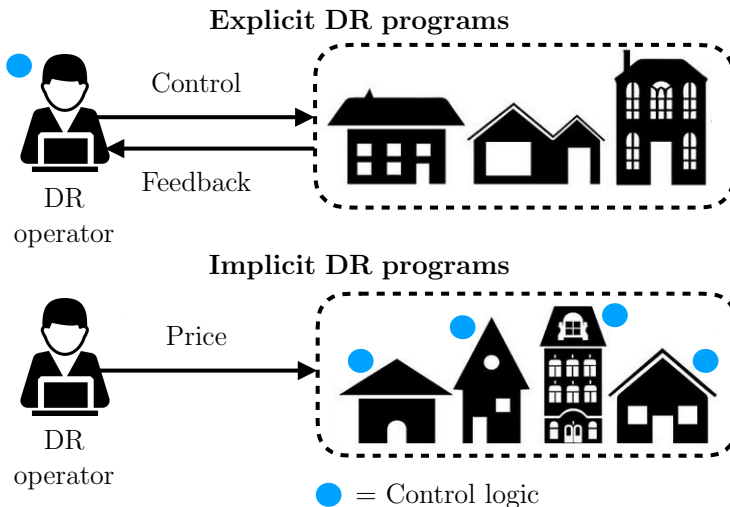 Explicit DR programs
Control
Feedback
DR
operator
Implicit DR programs
Price
DR
operator
= Control logic